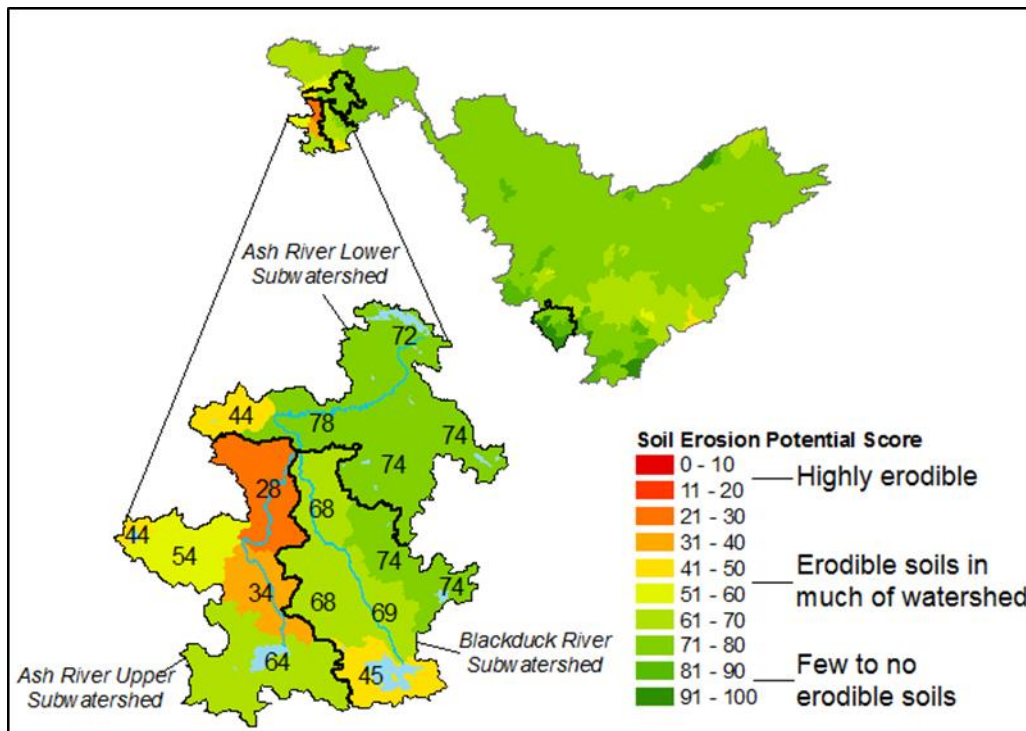 Ash River Lower
Subwatershed
72
44
78
74
74
28
68
44
54
74
74
34
68
69
64
45
Blackduck River
Subwatershed
Ash River Upper
Subwatershed
Soil Erosion Potential Score
0 - 10
11 - 20
21 - 30
31 - 40
41 - 50
51 - 60
61 - 70
71 - 80
81 - 90
91 - 100
Highly erodible
Erodible soils in
much of watershed
Few to no
erodible soils